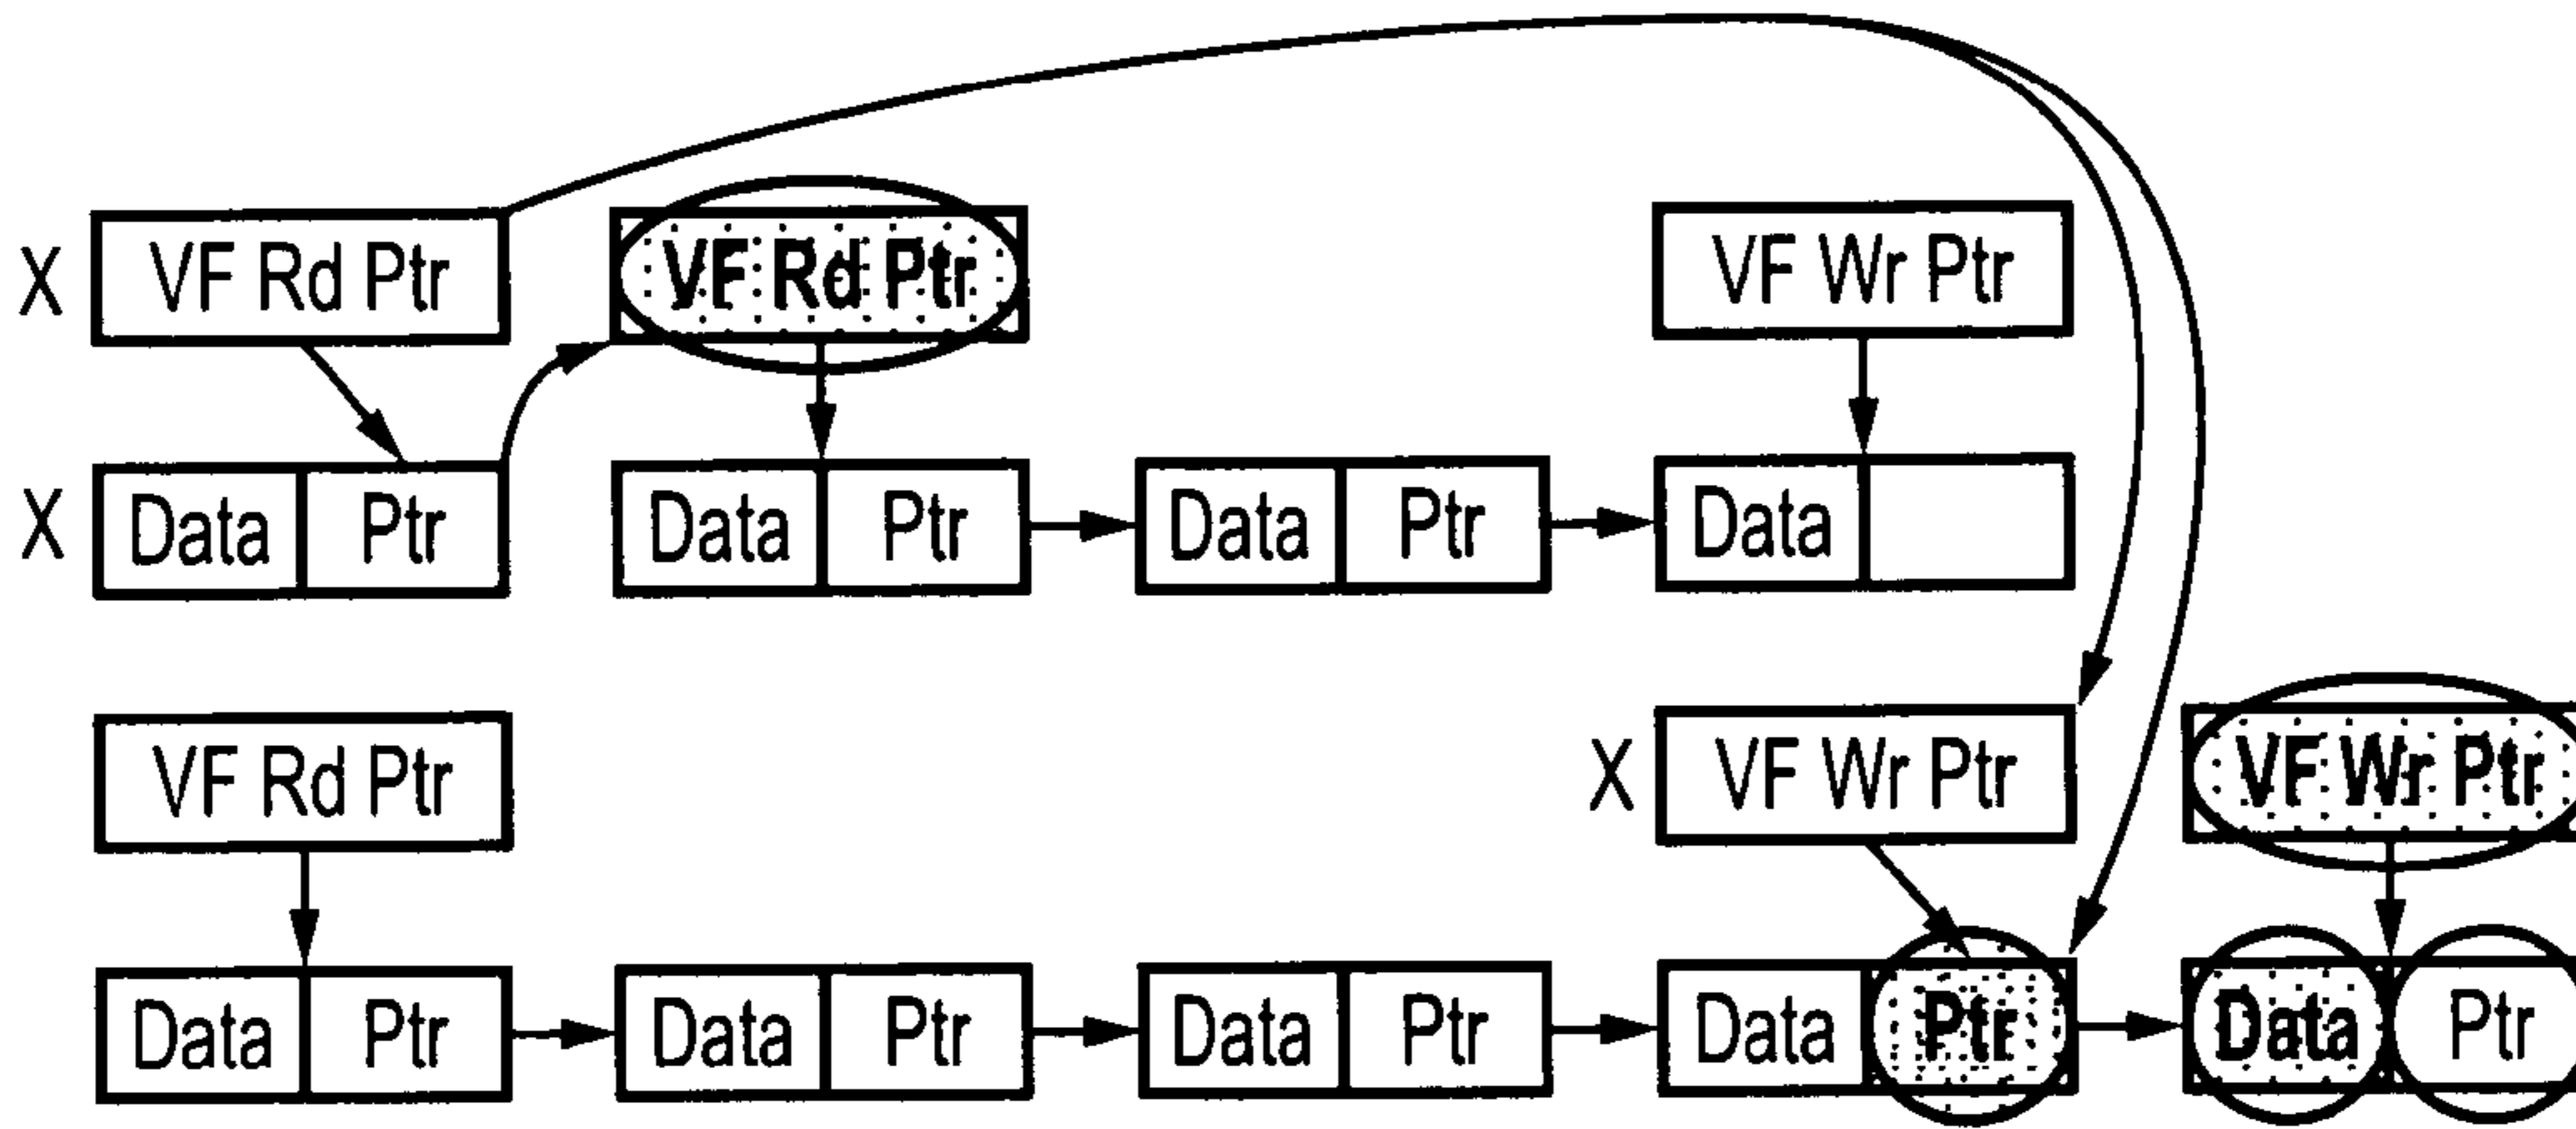 X VF Rd Ptr VF Rd Ptr VF Wr Ptr
X Data Ptr Data Ptr Data Ptr Data
VF Rd Ptr X VF Wr Ptr VF Wr Ptr
Data Ptr Data Ptr Data Ptr Data Ptr Data Ptr